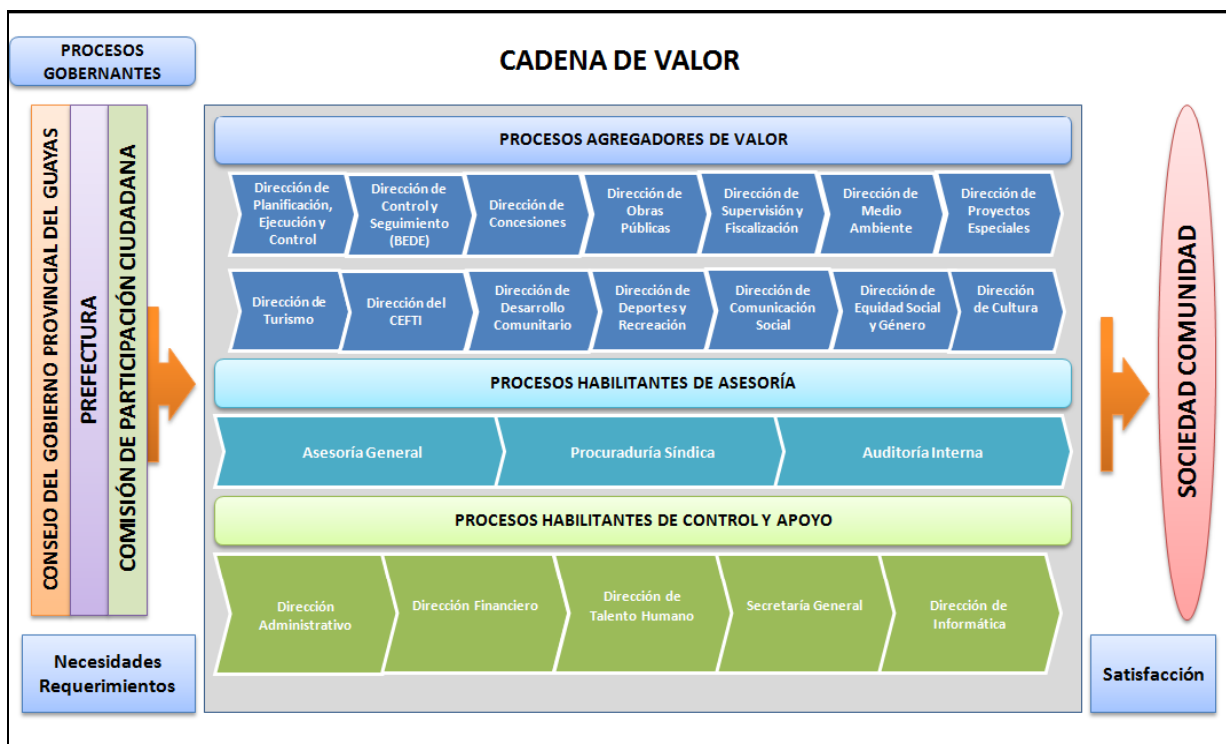 PROCESOS
GOBERNANTES
CADENA DE VALOR
CONSEJO DEL GOBIERNO PROVINCIAL DEL GUAYAS
PREFECTURA
COMISIÓN DE PARTICIPACIÓN CIUDADANA
PROCESOS AGREGADORES DE VALOR
Dirección de
Planificación,
Ejecución y
Control
Dirección de
Control y
Seguimiento
(BEDE)
Dirección de
Concesiones
Dirección de
Obras
Públicas
Dirección de
Supervisión y
Fiscalización
Dirección de
Medio
Ambiente
Dirección de
Proyectos
Especiales
Dirección de
Turismo
Dirección del
CEFTI
Dirección de
Desarrollo
Comunitario
Dirección de
Deportes y
Recreación
Dirección de
Comunicación
Social
Dirección de
Equidad Social
y Género
Dirección
de Cultura
PROCESOS HABILITANTES DE ASESORÍA
Asesoría General
Procuraduría Síndica
Auditoría Interna
PROCESOS HABILITANTES DE CONTROL Y APOYO
Dirección
Administrativo
Dirección Financiero
Dirección de
Talento Humano
Secretaría General
Dirección de
Informática
SOCIEDAD COMUNIDAD
Necesidades
Requerimientos
Satisfacción